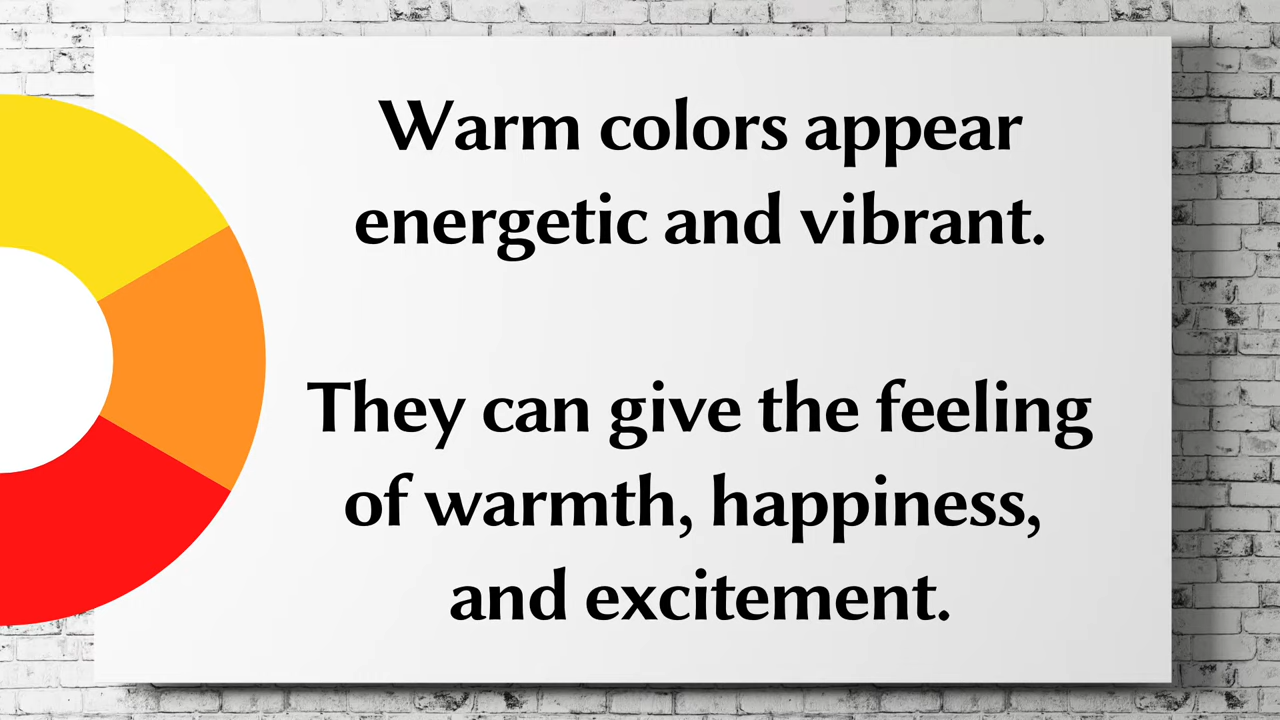 Warm colors appear
energetic and vibrant.
They can give the feeling
of warmth, happiness,
and excitement.